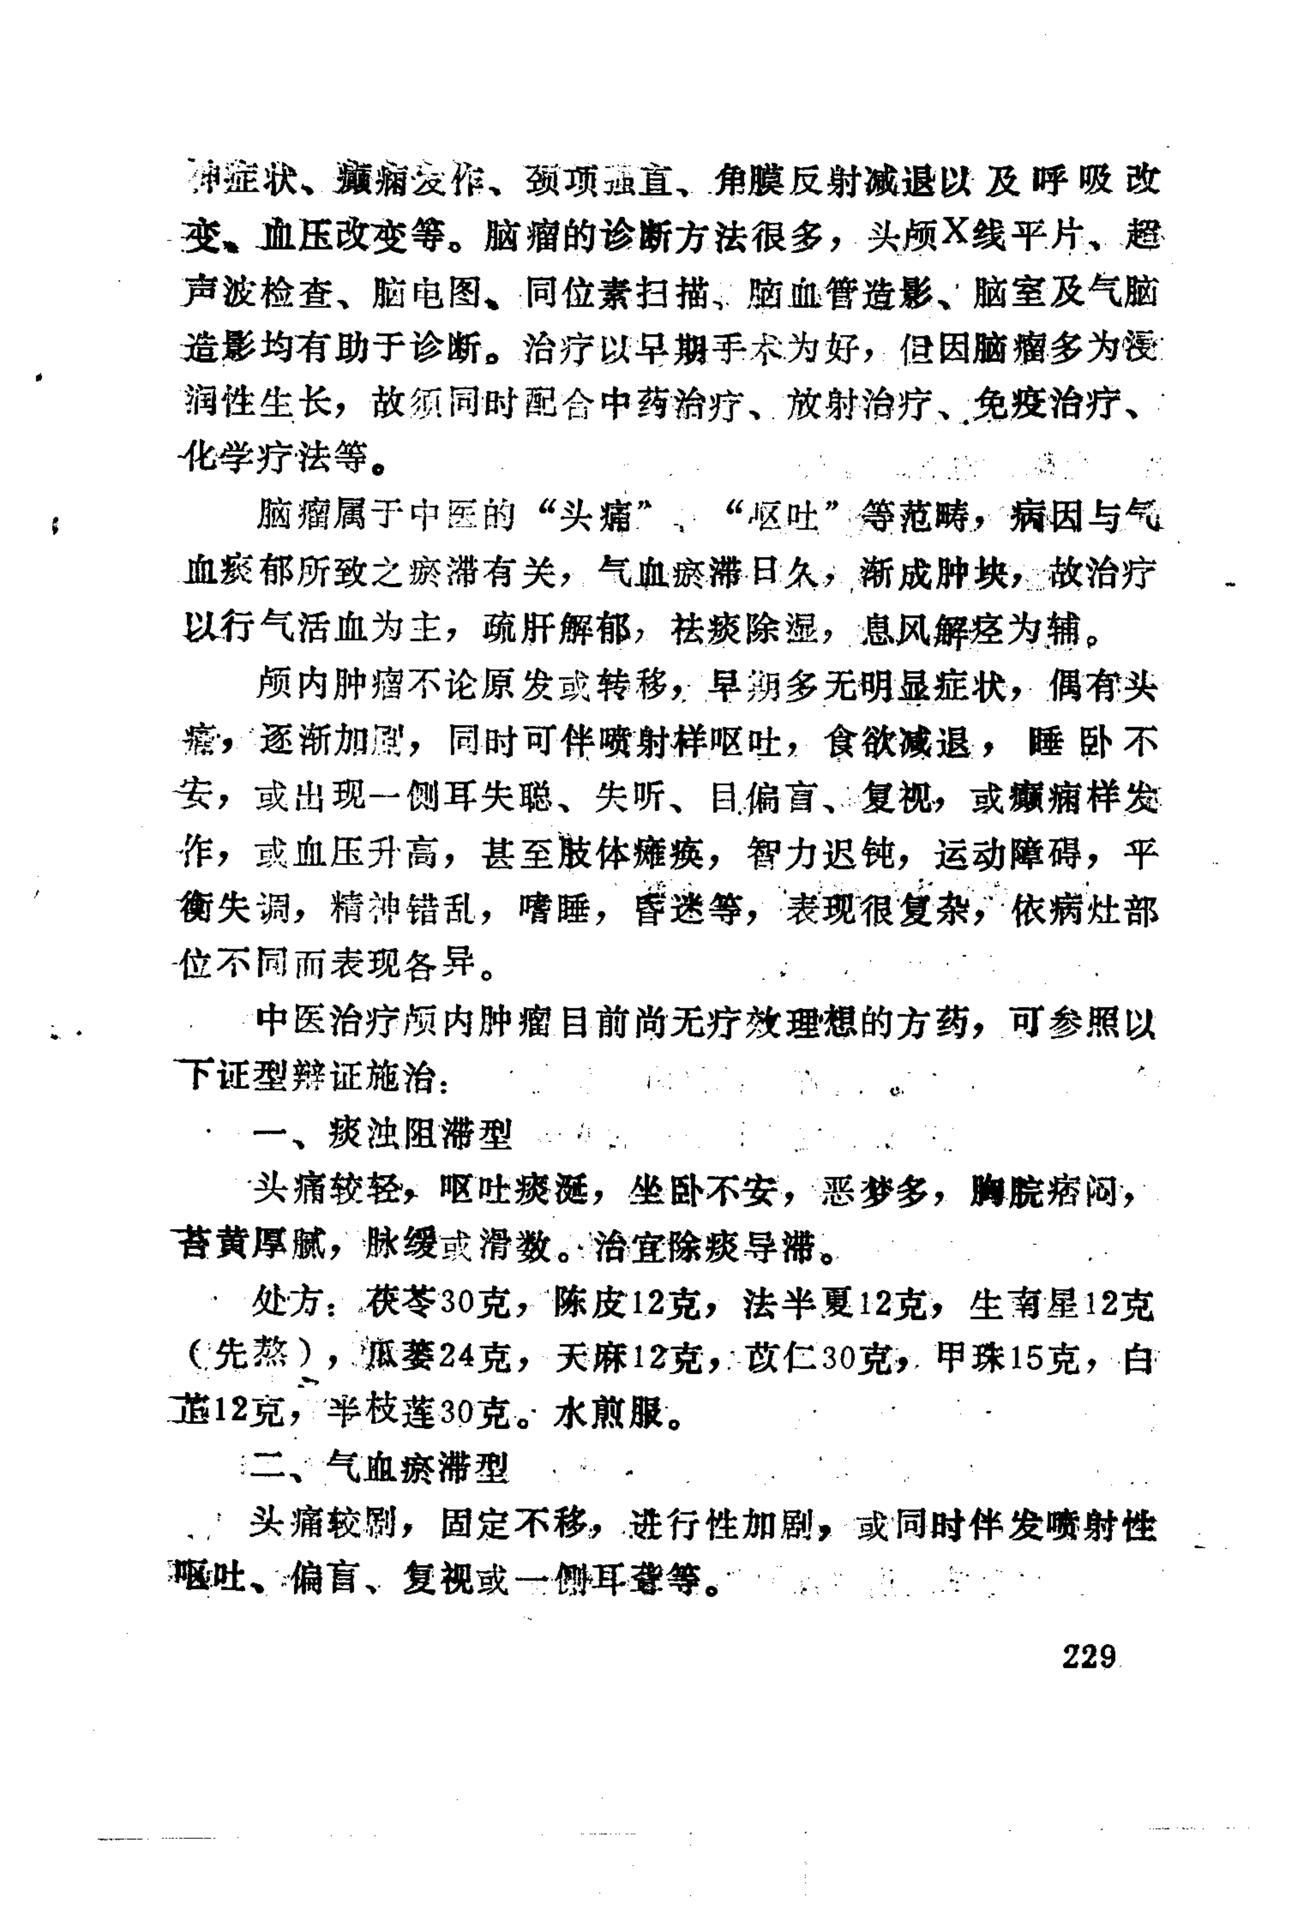 神症状、癫痫发作、颈项强直、角膜反射减退以及呼吸改
变、血压改变等。脑瘤的诊断方法很多，头颅X线平片、超
声波检查、脑电图、同位素扫描、脑血管造影、脑室及气脑
造影均有助于诊断。治疗以早期手术为好，但因脑瘤多为浸
润性生长，故须同时配合中药治疗、放射治疗、免疫治疗、
化学疗法等。
脑瘤属于中医的“头痛”、“呕吐”等范畴，病因与气
血痰郁所致之瘀滞有关，气血瘀滞日久，渐成肿块，故治疗
以行气活血为主，疏肝解郁，祛痰除湿，息风解痉为辅。
颅内肿瘤不论原发或转移，早期多无明显症状，偶有头
痛，逐渐加剧，同时可伴喷射样呕吐，食欲减退，睡卧不
安，或出现一侧耳失聪、失听、目偏盲、复视，或癫痫样发
作，或血压升高，甚至肢体瘫痪，智力迟钝，运动障碍，平
衡失调，精神错乱，嗜睡，昏迷等，表现很复杂，依病灶部
位不同而表现各异。
中医治疗颅内肿瘤目前尚无疗效理想的方药，可参照以
下证型辩证施治：
一、痰浊阻滞型
头痛较轻，呕吐痰涎，坐卧不安，恶梦多，胸脘痞闷，
苔黄厚腻，脉缓或滑数。治宜除痰导滞。
处方：茯苓30克，陈皮12克，法半夏12克，生南星12克
（先熬），瓜蒌24克，天麻12克，苡仁30克，甲珠15克，白
芷12克，半枝莲30克。水煎服。
二、气血瘀滞型
头痛较剧，固定不移，进行性加剧，或同时伴发喷射性
呕吐、偏盲、复视或一侧耳聋等。
229